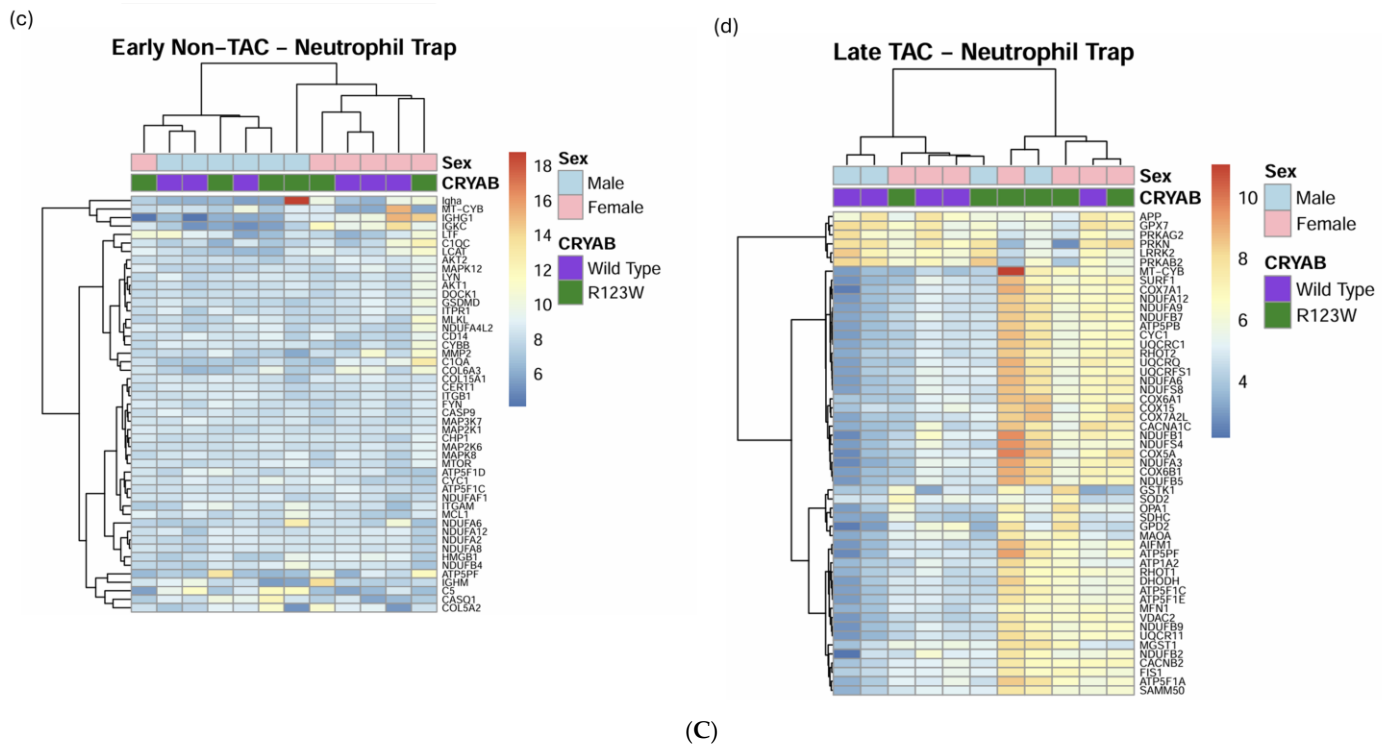 (c)
Early Non–TAC – Neutrophil Trap
Sex
CRYAB
Igha
MT–CYB
IGHG1
IGKC
LTF
C1QC
LCAT
AKT2
MAPK12
LYN
AKT1
DOCK1
GSDMD
ITPR1
MLKL
NDUFA4L2
CD14
CYBB
MMP2
C1QA
COL6A3
COL15A1
CERT1
ITGB1
FYN
CASP9
MAP3K7
MAP2K1
CHP1
MAP2K6
MAPK8
MTOR
ATP5F1D
CYC1
ATP5F1C
NDUFAF1
ITGAM
MCL1
NDUFA6
NDUFA12
NDUFA2
NDUFA8
HMGB1
NDUFB4
ATP5PF
IGHM
C5
CASQ1
COL5A2
18
16
14
12
10
8
6
Sex
Male
Female
CRYAB
Wild Type
R123W
(d)
Late TAC – Neutrophil Trap
Sex
CRYAB
APP
GPX7
PRKAG2
PRKN
LRRK2
PRKAB2
MT–CYB
SURF1
COX7A1
NDUFA12
NDUFA9
NDUFB7
ATP5PB
CYC1
UQCRC1
RHOT2
UQCRQ
UQCRFS1
NDUFA6
NDUFS8
COX6A1
COX15
COX7A2L
CACNA1C
NDUFB1
NDUFS4
COX5A
NDUFA3
COX6B1
NDUFB5
GSTK1
SOD2
OPA1
SDHC
GPD2
MAOA
AIFM1
ATP5PF
ATP1A2
RHOT1
DHODH
ATP5F1C
ATP5F1E
MFN1
VDAC2
NDUFB9
UQCR11
MGST1
NDUFB2
CACNB2
FIS1
ATP5F1A
SAMM50
10
8
6
4
Sex
Male
Female
CRYAB
Wild Type
R123W
(C)